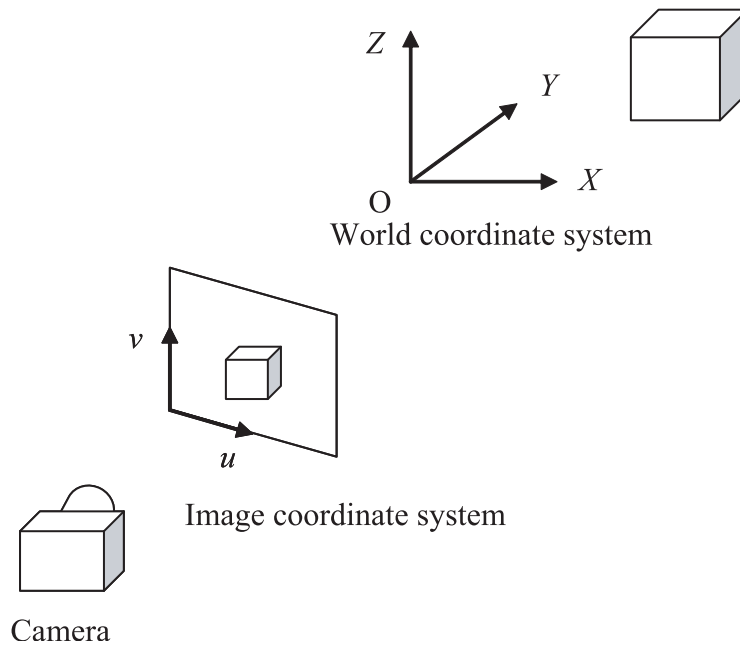 Z
Y
X
O
World coordinate system
v
u
Image coordinate system
Camera